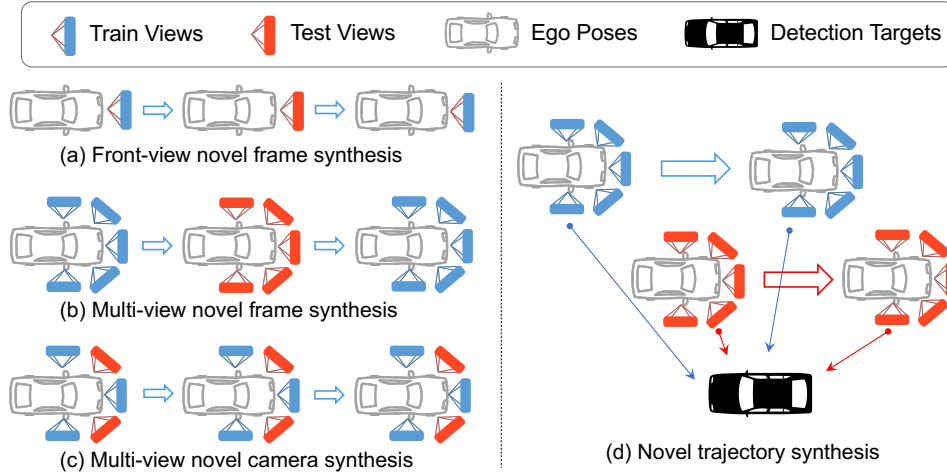 Train Views
Test Views
Ego Poses
Detection Targets
(a) Front-view novel frame synthesis
(b) Multi-view novel frame synthesis
(c) Multi-view novel camera synthesis
(d) Novel trajectory synthesis